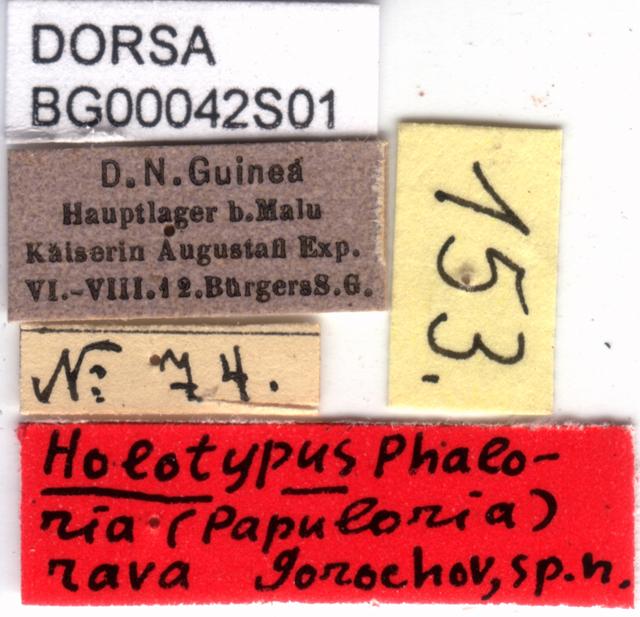 DORSA
BG00042S01
D.N.Guinea
Hauptlager b.Malu
Kaiserin Augustafl Exp.
VI.-VIII.12.BürgersS.G.
153.
No: 74.
Holotypus Phalo-
ria (Papuloria)
rava Gorochov, sp.n.